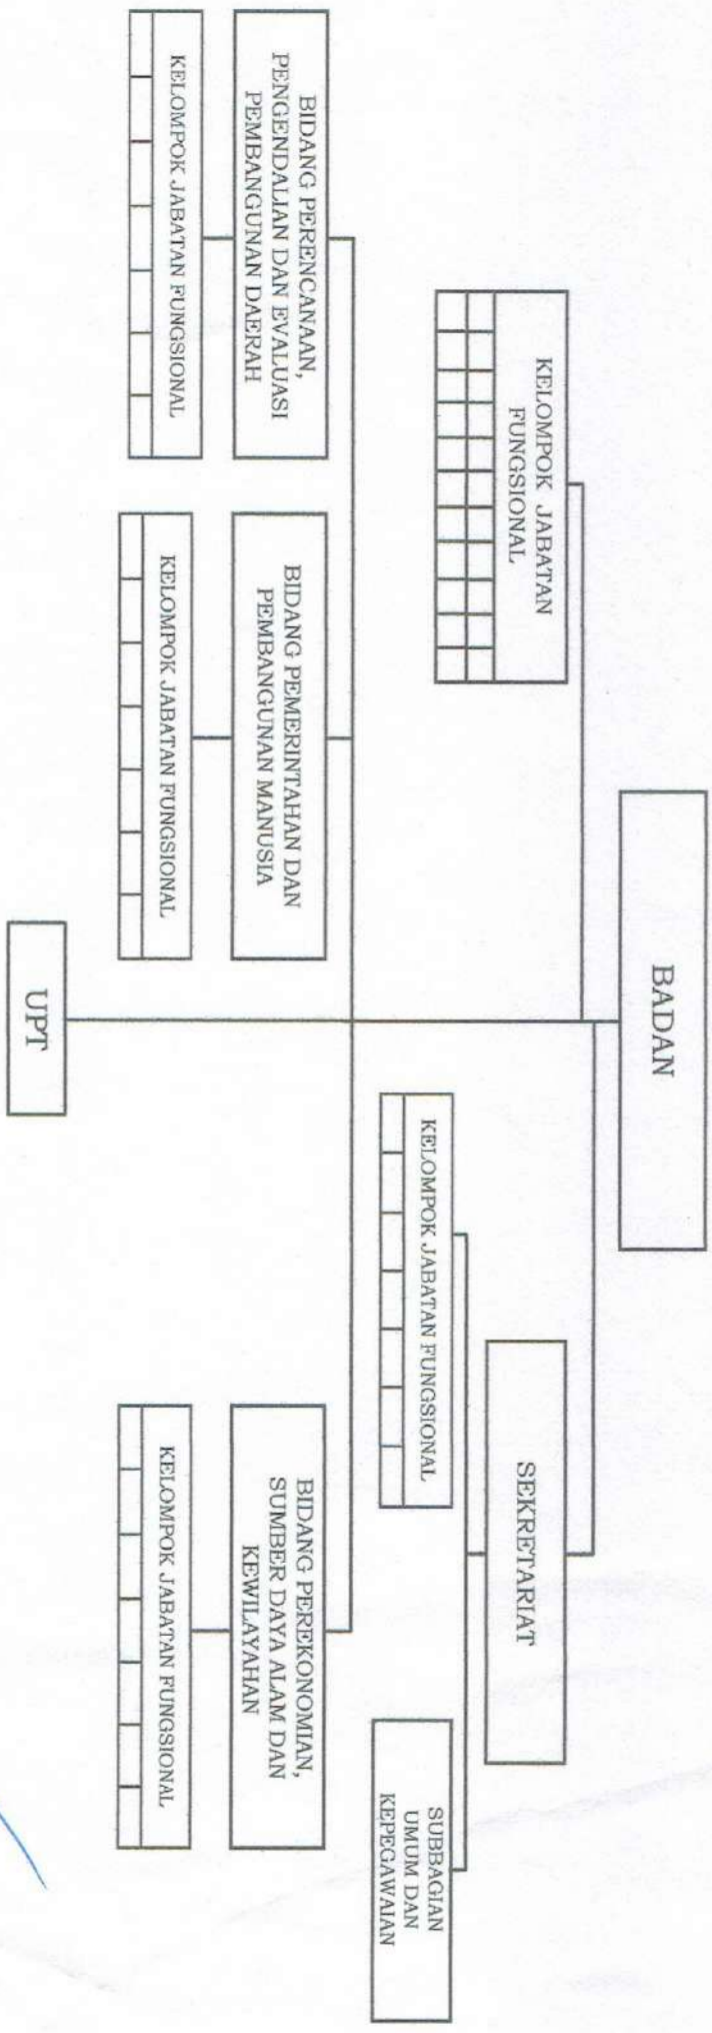 BADAN
KELOMPOK JABATAN
FUNGSIONAL
SEKRETARIAT
KELOMPOK JABATAN FUNGSIONAL
SUBBAGIAN
UMUM DAN
KEPEGAWAIAN
BIDANG PERENCANAAN,
PENGENDALIAN DAN EVALUASI
PEMBANGUNAN DAERAH
KELOMPOK JABATAN FUNGSIONAL
BIDANG PEMERINTAHAN DAN
PEMBANGUNAN MANUSIA
KELOMPOK JABATAN FUNGSIONAL
BIDANG PEREKONOMIAN,
SUMBER DAYA ALAM DAN
KEWILAYAHAN
KELOMPOK JABATAN FUNGSIONAL
UPT